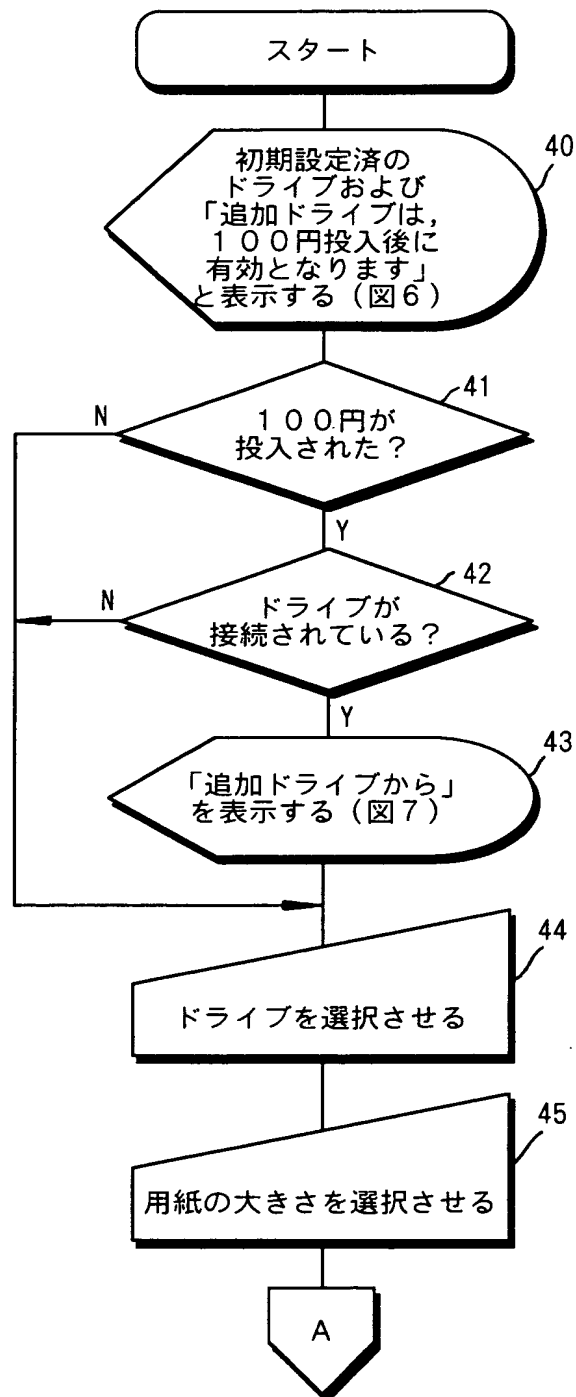 スタート
40
初期設定済の
ドライブおよび
「追加ドライブは,
100円投入後に
有効となります」
と表示する(図6)
41
N
100円が
投入された?
Y
42
N
ドライブが
接続されている?
Y
43
「追加ドライブから」
を表示する(図7)
44
ドライブを選択させる
45
用紙の大きさを選択させる
A